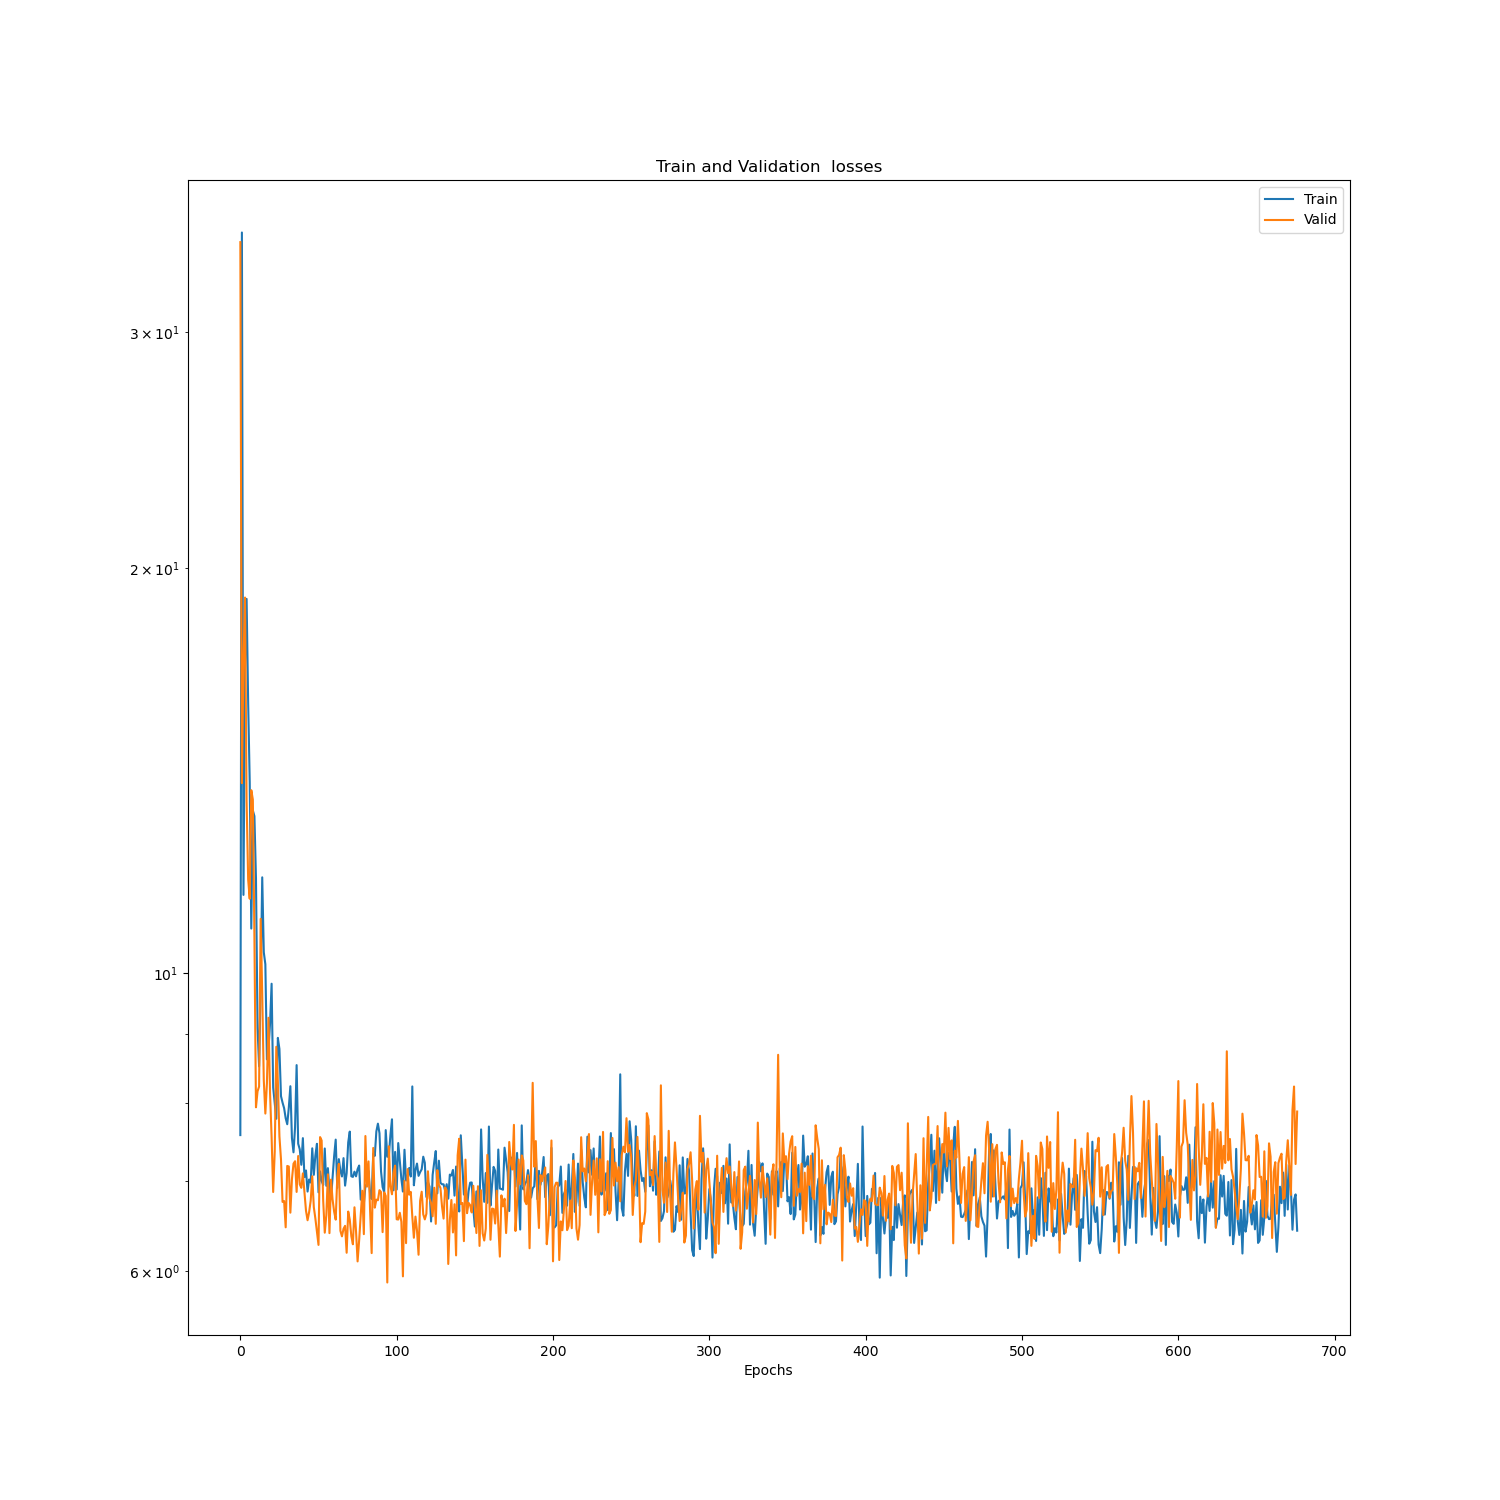 Train and Validation  losses
Train
Valid
3 × 10¹
2 × 10¹
10¹
6 × 10⁰
0 100 200 300 400 500 600 700
Epochs